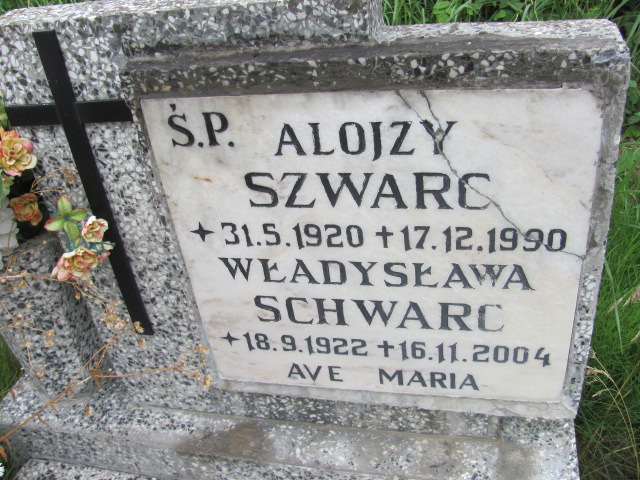 Ś.P. ALOJZY
SZWARC
+31.5.1920 +17.12.1990
WŁADYSŁAWA
SCHWARC
+18.9.1922 +16.11.2004
AVE MARIA